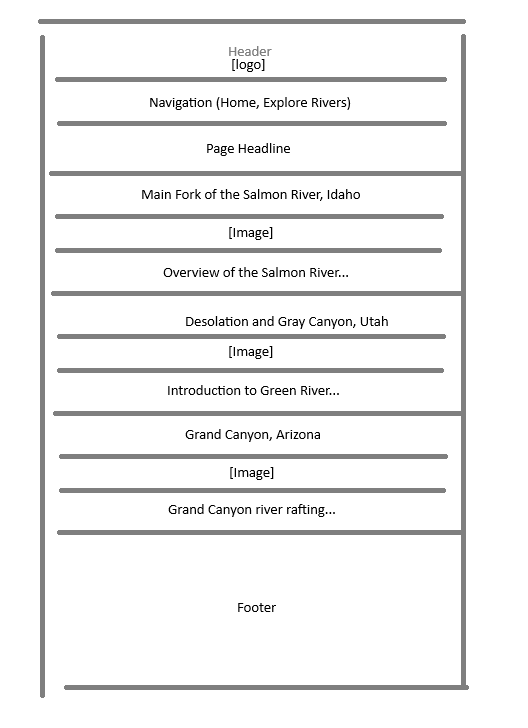 Header
[logo]
Navigation (Home, Explore Rivers)
Page Headline
Main Fork of the Salmon River, Idaho
[Image]
Overview of the Salmon River...
Desolation and Gray Canyon, Utah
[Image]
Introduction to Green River...
Grand Canyon, Arizona
[Image]
Grand Canyon river rafting...
Footer